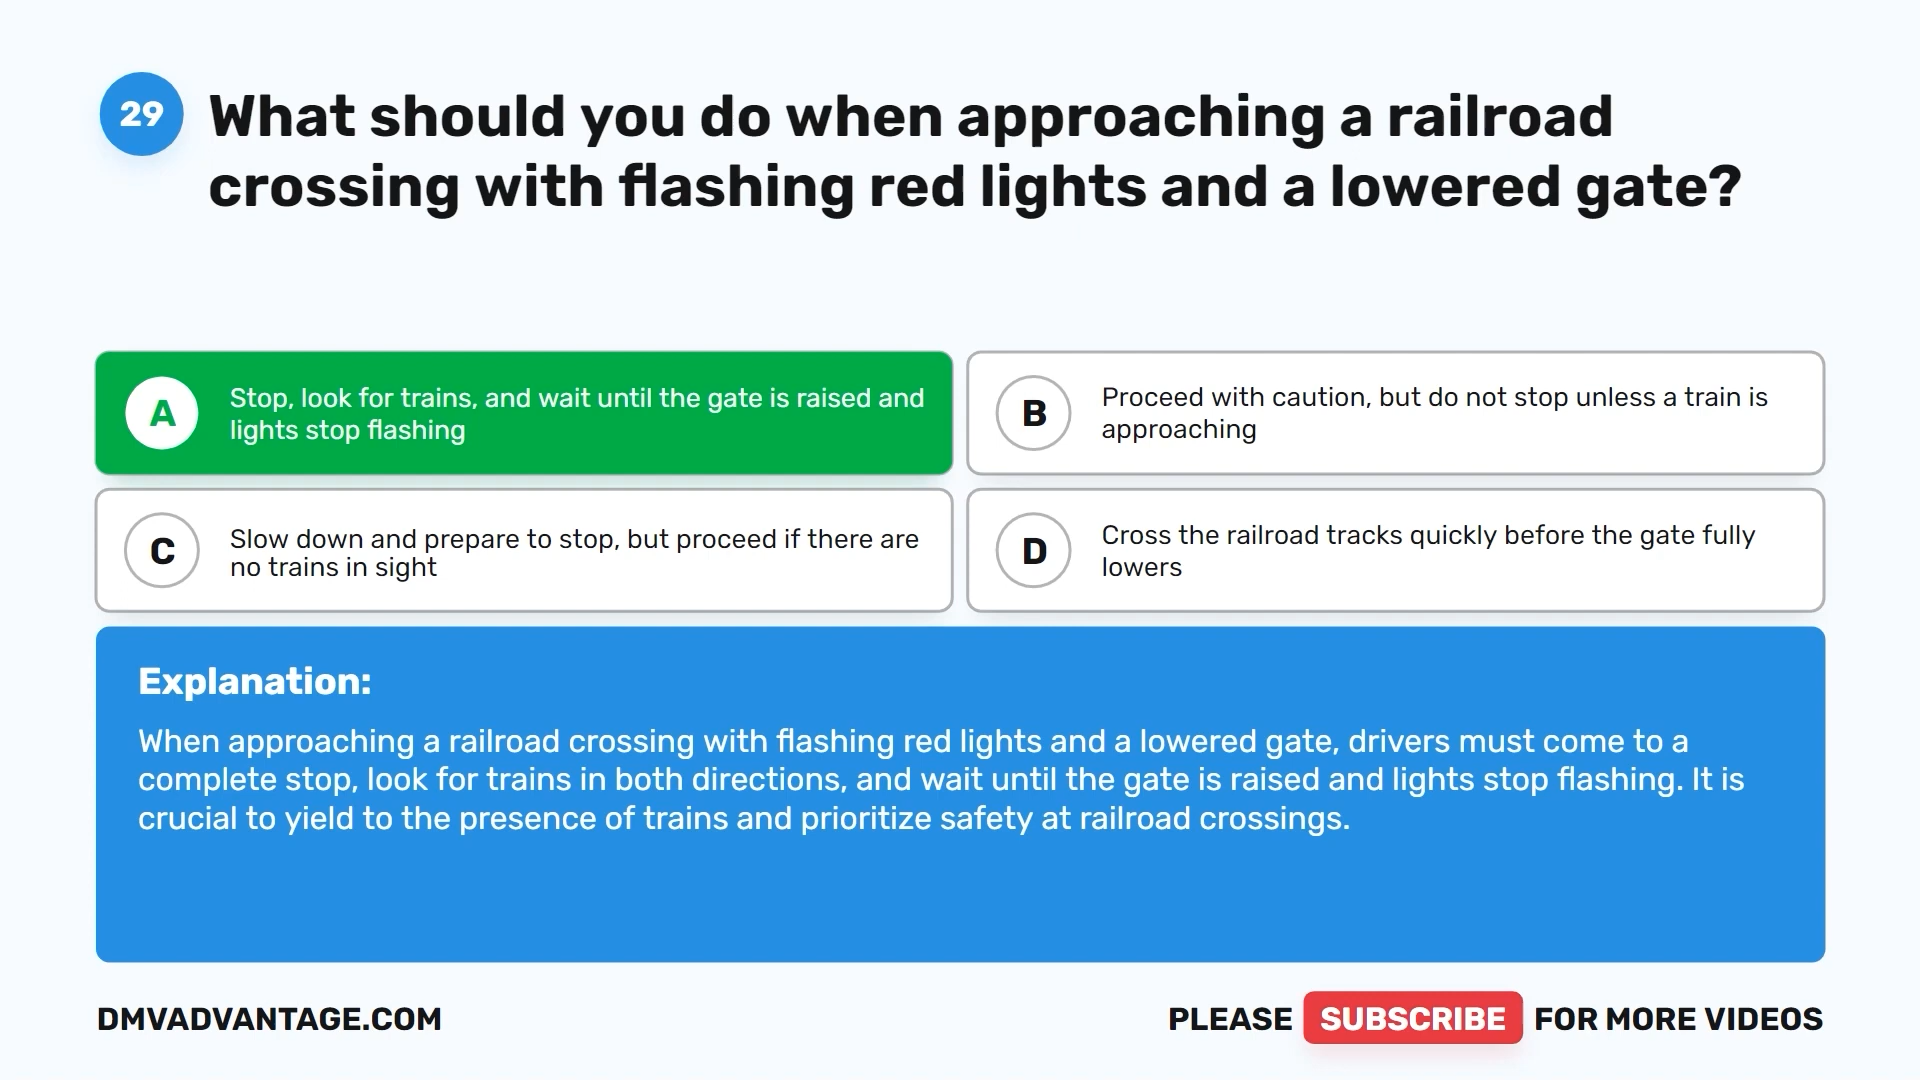 29
What should you do when approaching a railroad
crossing with flashing red lights and a lowered gate?
A
Stop, look for trains, and wait until the gate is raised and
lights stop flashing
B
Proceed with caution, but do not stop unless a train is
approaching
C
Slow down and prepare to stop, but proceed if there are
no trains in sight
D
Cross the railroad tracks quickly before the gate fully
lowers
Explanation:
When approaching a railroad crossing with flashing red lights and a lowered gate, drivers must come to a
complete stop, look for trains in both directions, and wait until the gate is raised and lights stop flashing. It is
crucial to yield to the presence of trains and prioritize safety at railroad crossings.
DMVADVANTAGE.COM
PLEASE SUBSCRIBE FOR MORE VIDEOS